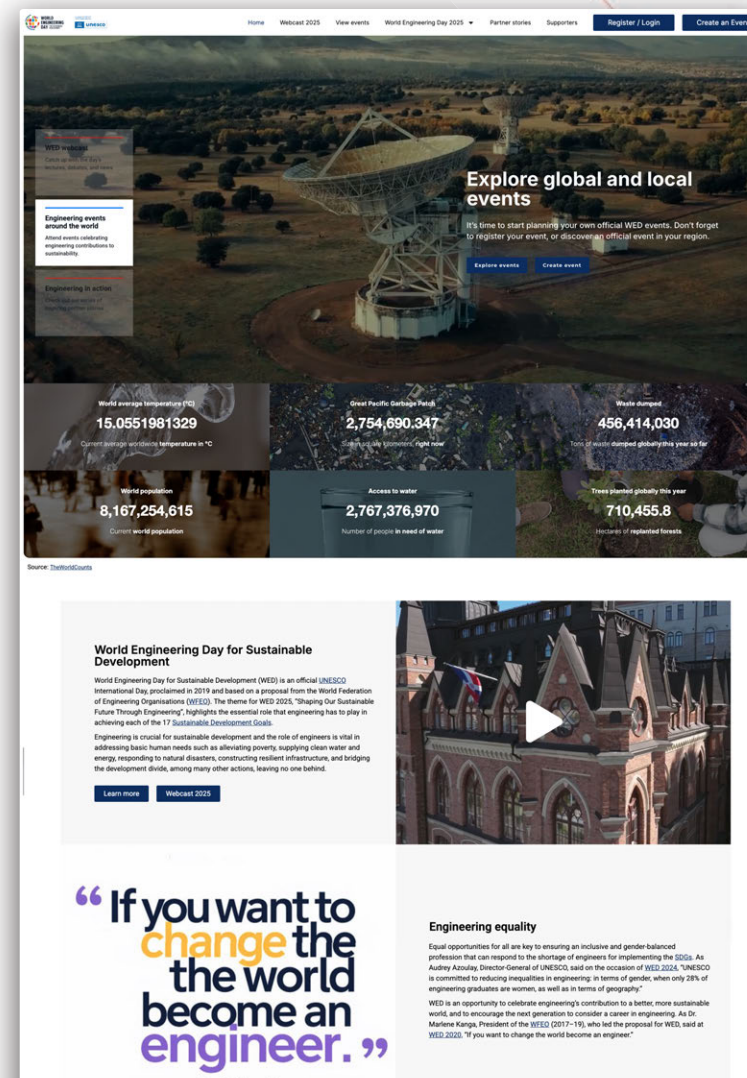 WORLD
ENGINEERING
DAY
unesco
Home
Webcast 2025
View events
World Engineering Day 2025
Partner stories
Supporters
Register / Login
Create an Even
WED webcast
Catch up with the day's
lectures, debates, and news
Engineering events
around the world
Attend events celebrating
engineering contributions to
sustainability.
Engineering in action
Explore global and local
events
It's time to start planning your own official WED events. Don't forget
to register your event, or discover an official event in your region.
Explore events
Create event
World average temperature (°C)
15.0551981329
Current average worldwide temperature in °C
Great Pacific Garbage Patch
2,754,690.347
Size in square kilometers, right now
Waste dumped
456,414,030
Tons of waste dumped globally this year so far
World population
8,167,254,615
Current world population
Access to water
2,767,376,970
Number of people in need of water
Trees planted globally this year
710,455.8
Hectares of replanted forests
Source: TheWorldCounts
World Engineering Day for Sustainable
Development
World Engineering Day for Sustainable Development (WED) is an official UNESCO
International Day, proclaimed in 2019 and based on a proposal from the World Federation
of Engineering Organisations (WFEO). The theme for WED 2025, "Shaping Our Sustainable
Future Through Engineering", highlights the essential role that engineering has to play in
achieving each of the 17 Sustainable Development Goals.
Engineering is crucial for sustainable development and the role of engineers is vital in
addressing basic human needs such as alleviating poverty, supplying clean water and
energy, responding to natural disasters, constructing resilient infrastructure, and bridging
the development divide, among many other actions, leaving no one behind.
Learn more
Webcast 2025
“ If you want to
change the
the world
become an
engineer. ”
Engineering equality
Equal opportunities for all are key to ensuring an inclusive and gender-balanced
profession that can respond to the shortage of engineers for implementing the SDGs. As
Audrey Azoulay, Director-General of UNESCO, said on the occasion of WED 2024, "UNESCO
is committed to reducing inequalities in engineering: in terms of gender, when only 28% of
engineering graduates are women, as well as in terms of geography."
WED is an opportunity to celebrate engineering's contribution to a better, more sustainable
world, and to encourage the next generation to consider a career in engineering. As Dr.
Marlene Kanga, President of the WFEO (2017–19), who led the proposal for WED, said at
WED 2020, "If you want to change the world become an engineer."